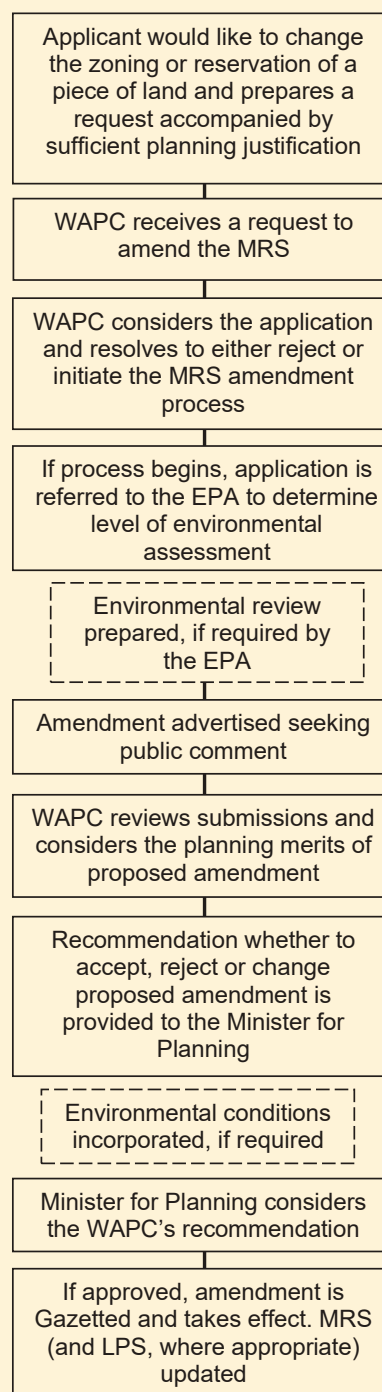 Applicant would like to change
the zoning or reservation of a
piece of land and prepares a
request accompanied by
sufficient planning justification
WAPC receives a request to
amend the MRS
WAPC considers the application
and resolves to either reject or
initiate the MRS amendment
process
If process begins, application is
referred to the EPA to determine
level of environmental
assessment
Environmental review
prepared, if required by
the EPA
Amendment advertised seeking
public comment
WAPC reviews submissions and
considers the planning merits of
proposed amendment
Recommendation whether to
accept, reject or change
proposed amendment is
provided to the Minister for
Planning
Environmental conditions
incorporated, if required
Minister for Planning considers
the WAPC’s recommendation
If approved, amendment is
Gazetted and takes effect. MRS
(and LPS, where appropriate)
updated